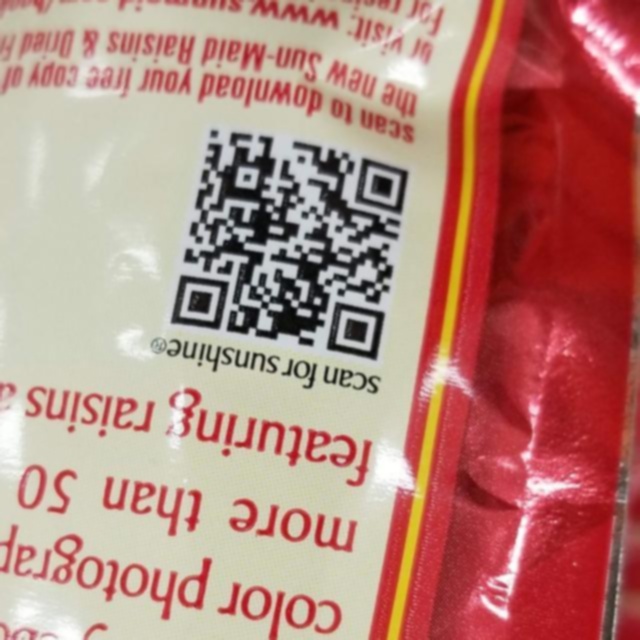 color photograp
more than 50
featuring raisins a
scan for sunshine®
scan to download your free copy of
the new Sun-Maid Raisins & Dried F
or visit: www.sunmaid.com/book